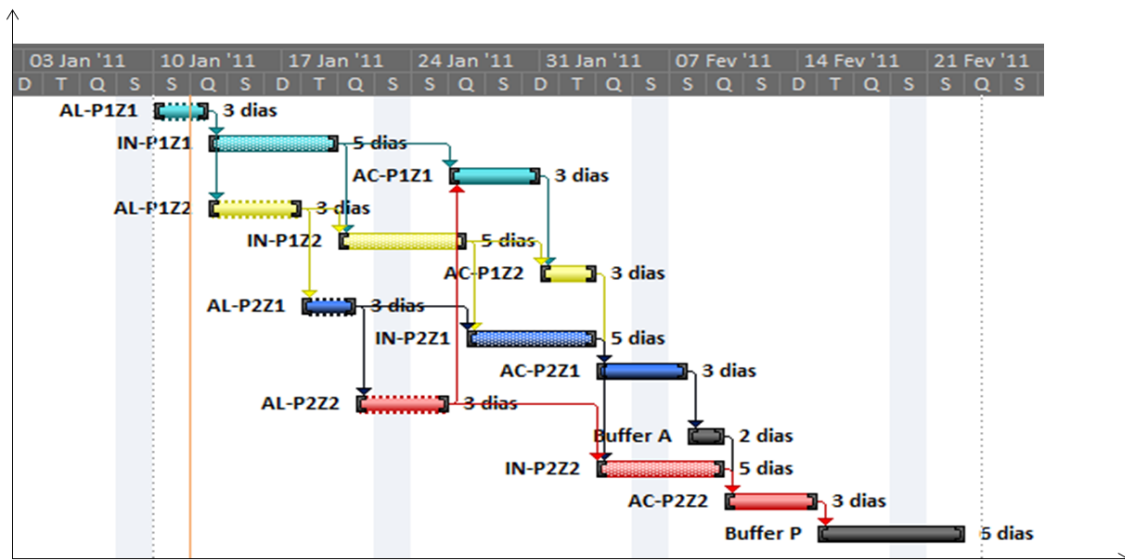 03 Jan '11 10 Jan '11 17 Jan '11 24 Jan '11 31 Jan '11 07 Fev '11 14 Fev '11 21 Fev '11
D T Q S S Q S D T Q S S Q S D T Q S S Q S D T Q S S Q S
AL-P1Z1 3 dias
IN-P1Z1 5 dias
AC-P1Z1 3 dias
AL-P1Z2 3 dias
IN-P1Z2 5 dias
AC-P1Z2 3 dias
AL-P2Z1 3 dias
IN-P2Z1 5 dias
AC-P2Z1 3 dias
AL-P2Z2 3 dias
Buffer A 2 dias
IN-P2Z2 5 dias
AC-P2Z2 3 dias
Buffer P 6 dias